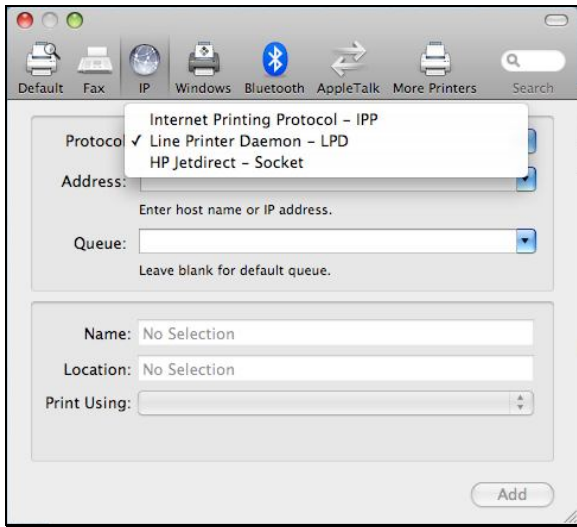 Default Fax IP Windows Bluetooth AppleTalk More Printers Search
Internet Printing Protocol – IPP
Protocol ✓ Line Printer Daemon – LPD
HP Jetdirect – Socket
Address:
Enter host name or IP address.
Queue:
Leave blank for default queue.
Name: No Selection
Location: No Selection
Print Using:
Add